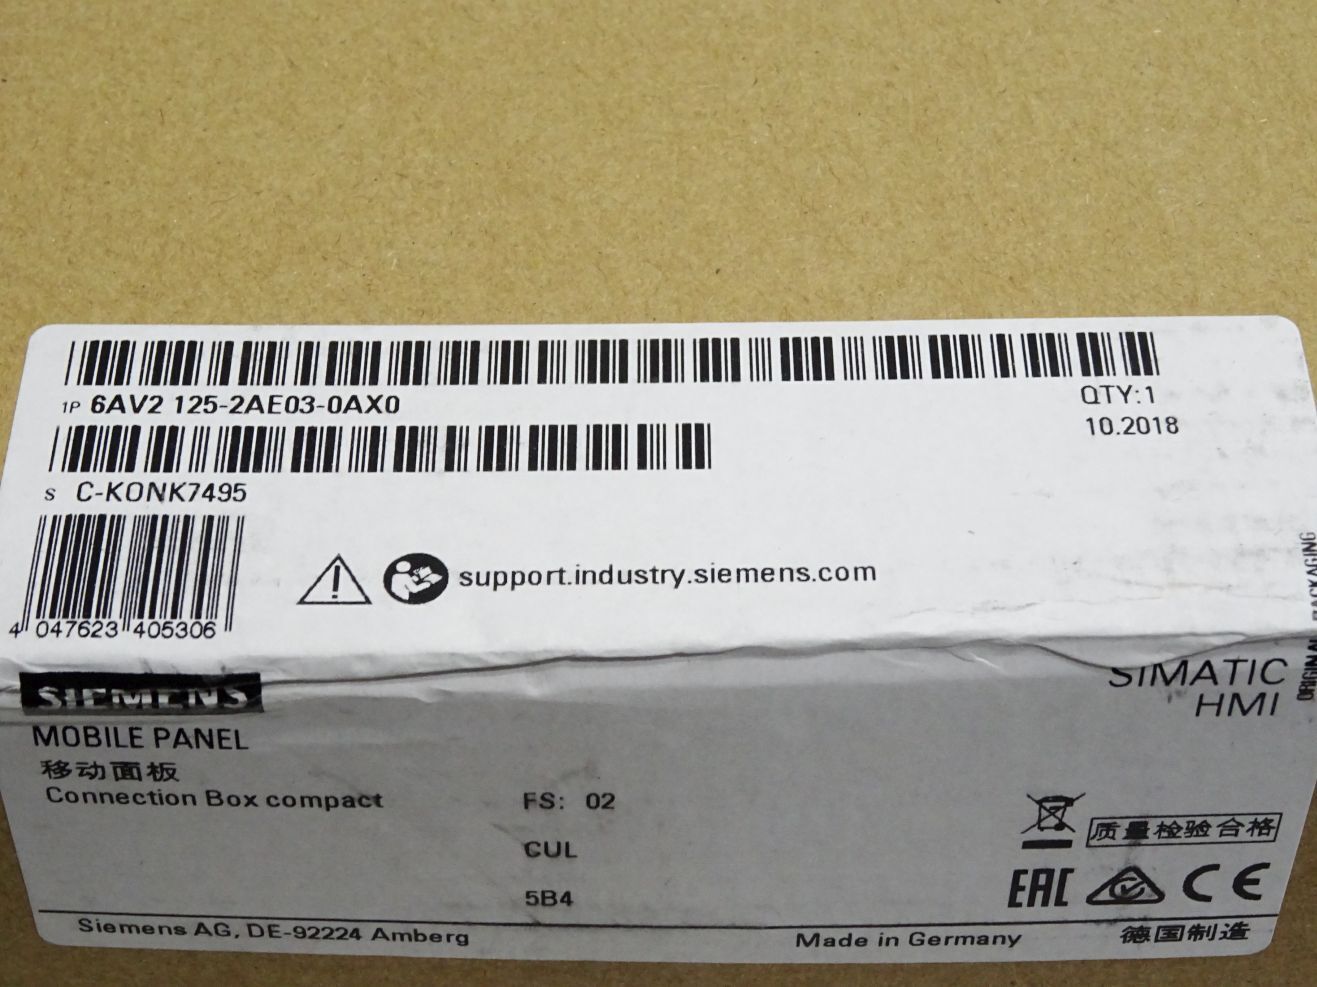 1P 6AV2 125-2AE03-0AX0
QTY:1
10.2018
S C-KONK7495
4 047623 405306
support.industry.siemens.com
ORIGINAL PACKAGING
SIEMENS
SIMATIC
HMI
MOBILE PANEL
移动面板
Connection Box compact
FS: 02
CUL
5B4
质量检验合格
EAC
CE
Siemens AG, DE-92224 Amberg
Made in Germany
德国制造